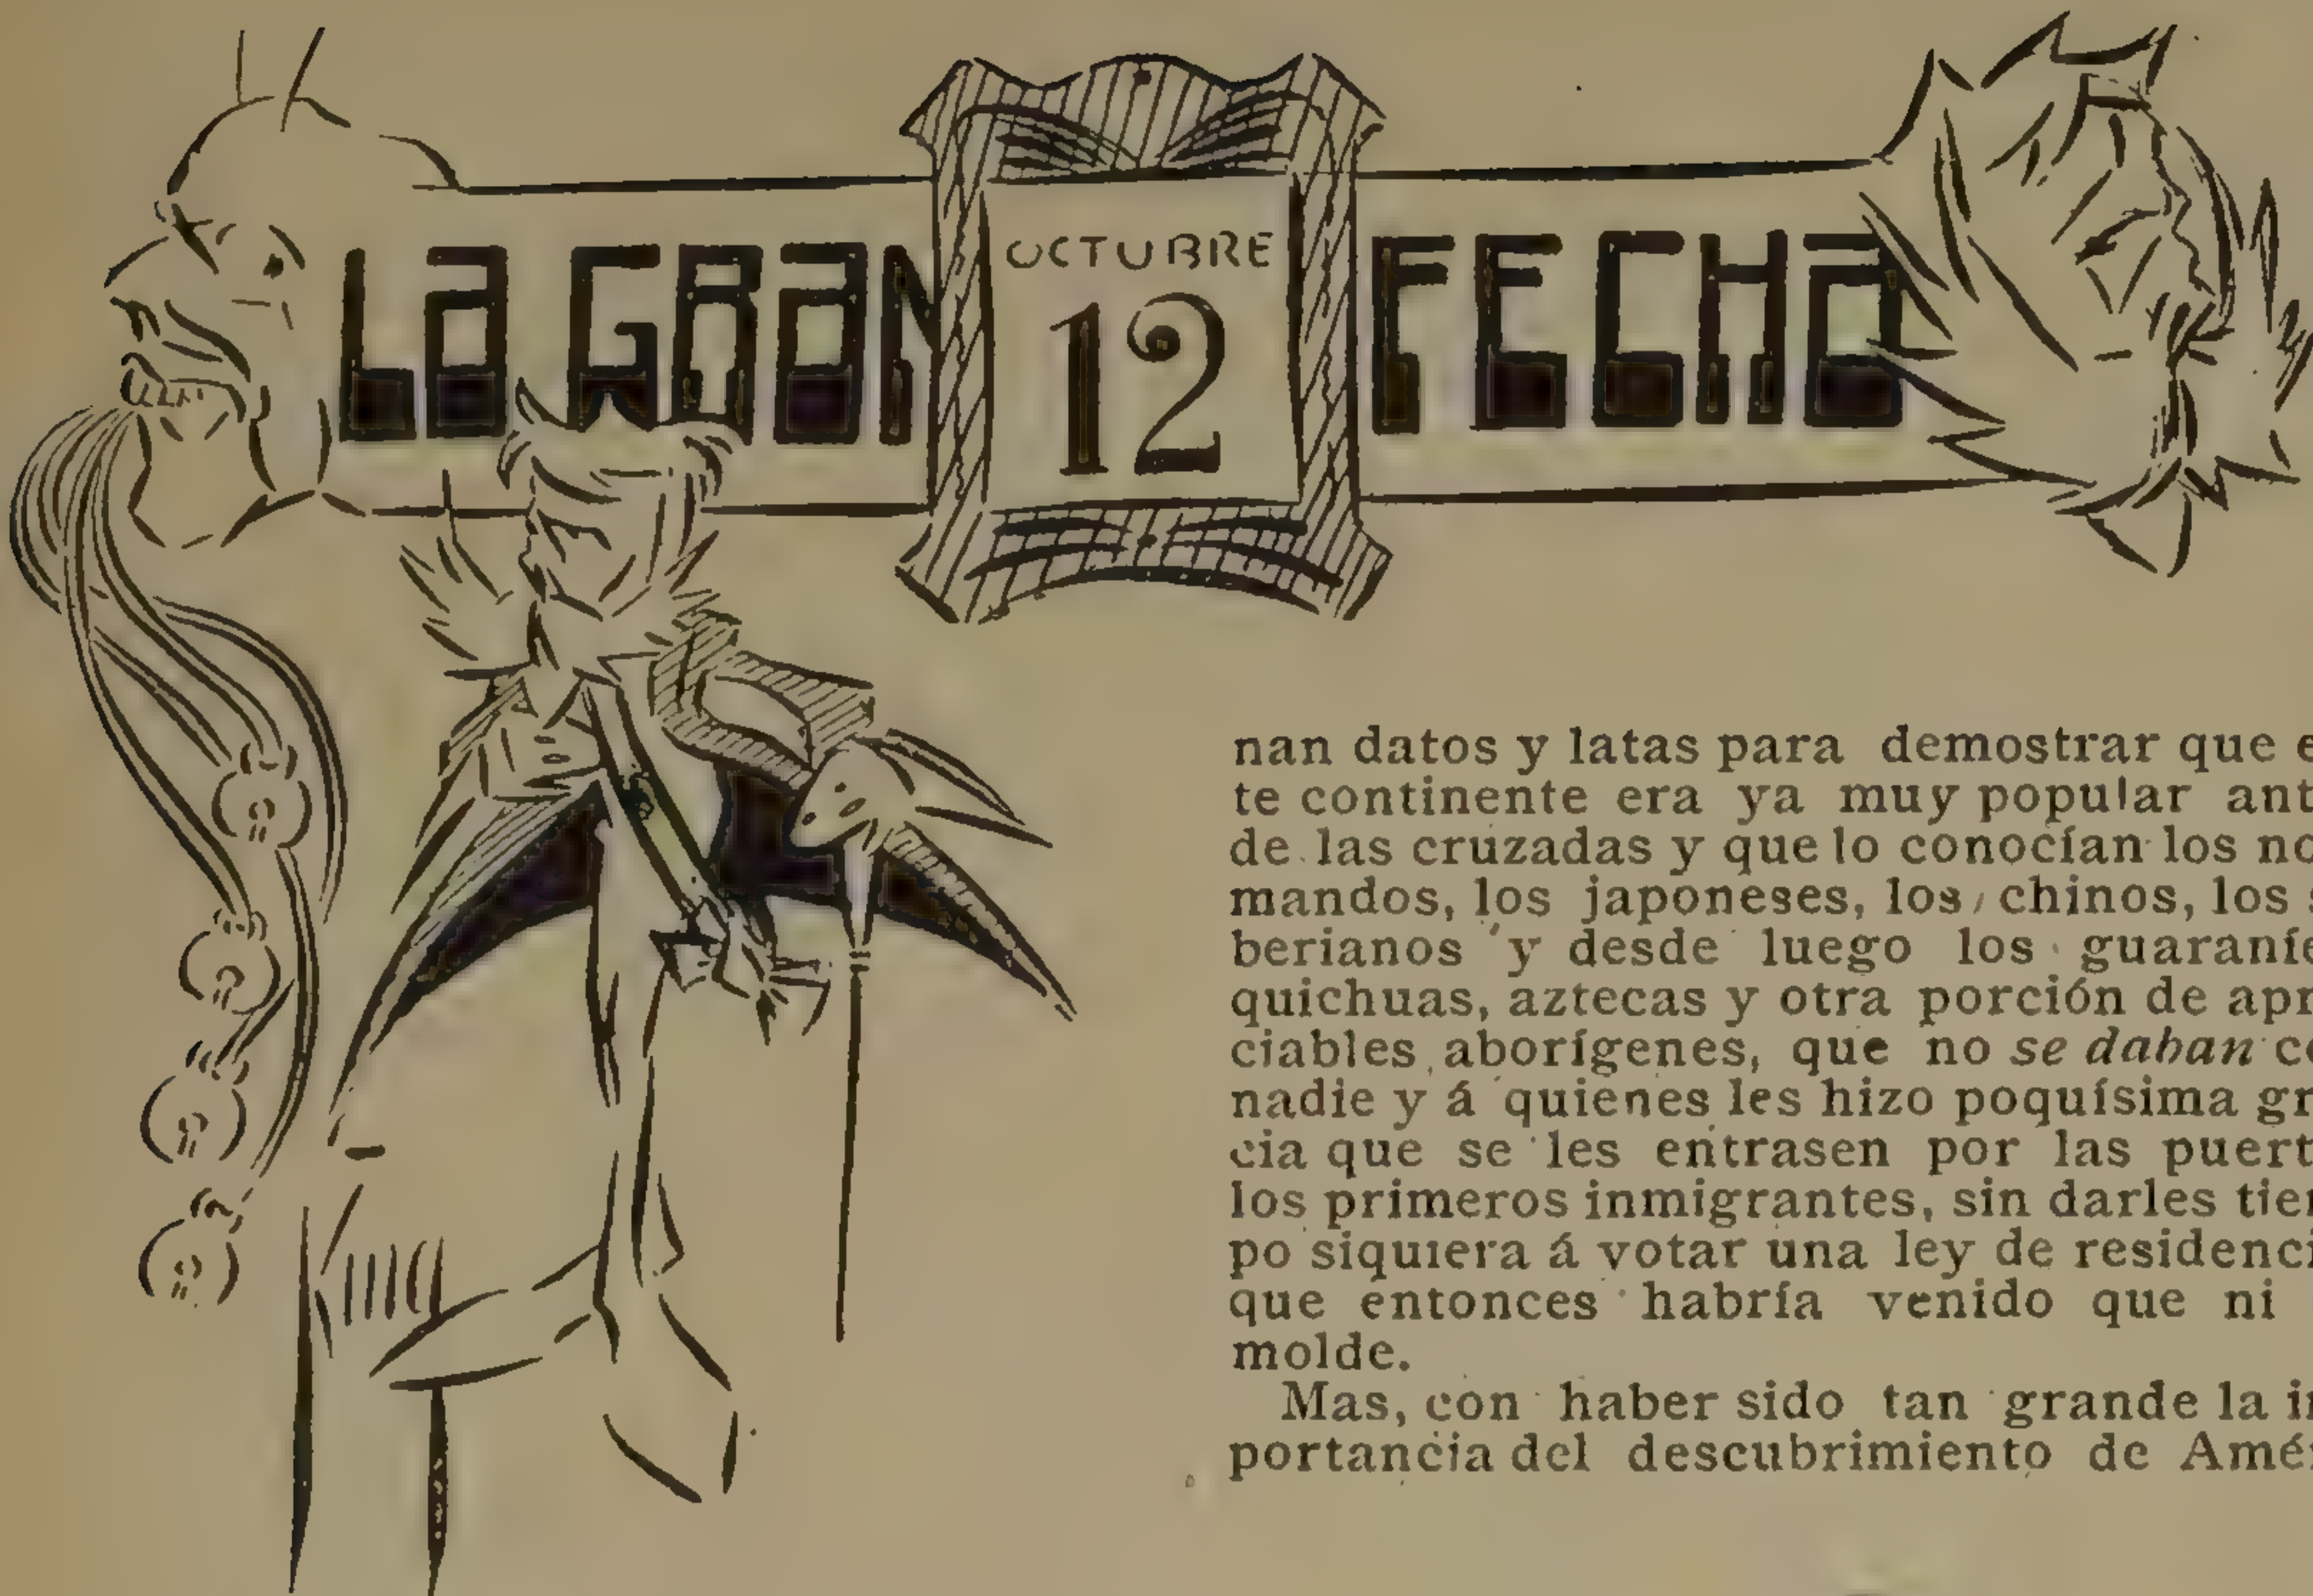 LA GRAN
OCTUBRE
12
FECHA
nan datos y latas para demostrar que e
te continente era ya muy popular ant
de las cruzadas y que lo conocían los no
mandos, los japoneses, los chinos, los s
berianos y desde luego los guaraníe
quichuas, aztecas y otra porción de apr
ciables aborígenes, que no se daban co
nadie y á quienes les hizo poquísima gr
cia que se les entrasen por las puert
los primeros inmigrantes, sin darles tiem
po siquiera á votar una ley de residenci
que entonces habría venido que ni
molde.
Mas, con haber sido tan grande la im
portancia del descubrimiento de Amér